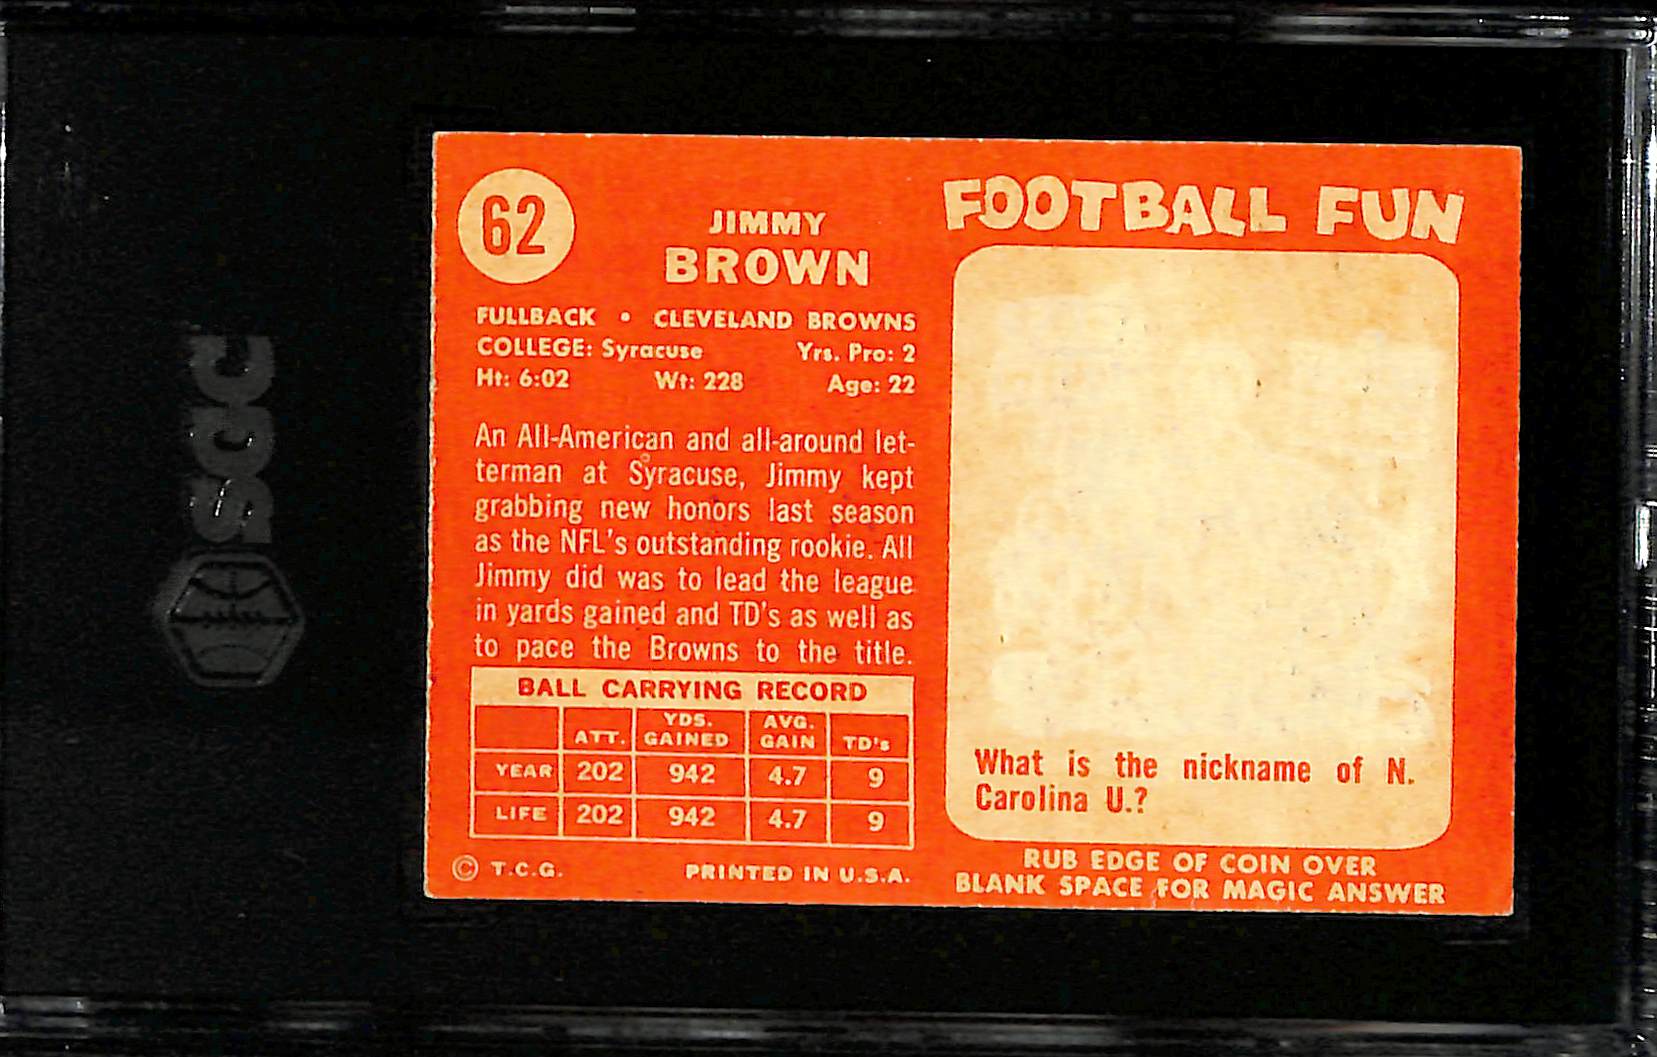 SGC
62
JIMMY
BROWN
FULLBACK • CLEVELAND BROWNS
COLLEGE: Syracuse Yrs. Pro: 2
Ht: 6:02 Wt: 228 Age: 22
An All-American and all-around let-
terman at Syracuse, Jimmy kept
grabbing new honors last season
as the NFL's outstanding rookie. All
Jimmy did was to lead the league
in yards gained and TD's as well as
to pace the Browns to the title.
BALL CARRYING RECORD
ATT. YDS. GAINED AVG. GAIN TD's
YEAR 202 942 4.7 9
LIFE 202 942 4.7 9
© T.C.G. PRINTED IN U.S.A.
FOOTBALL FUN
What is the nickname of N.
Carolina U.?
RUB EDGE OF COIN OVER
BLANK SPACE FOR MAGIC ANSWER